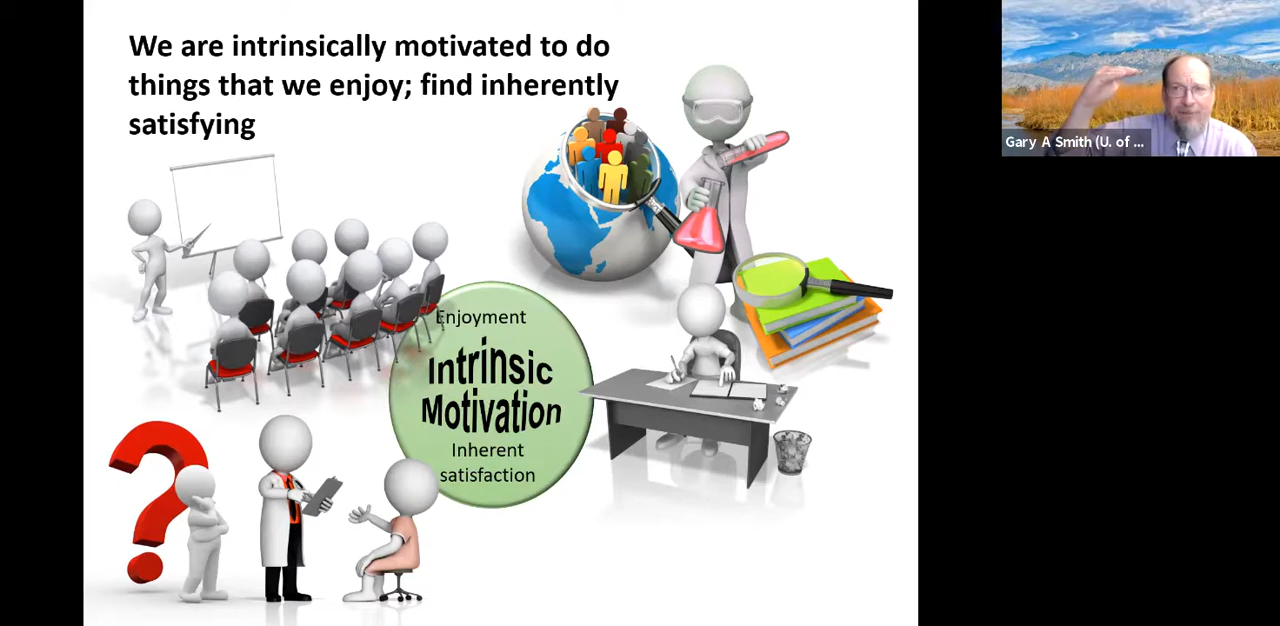 We are intrinsically motivated to do
things that we enjoy; find inherently
satisfying
Gary A Smith (U. of ...
Enjoyment
Intrinsic
Motivation
Inherent
satisfaction